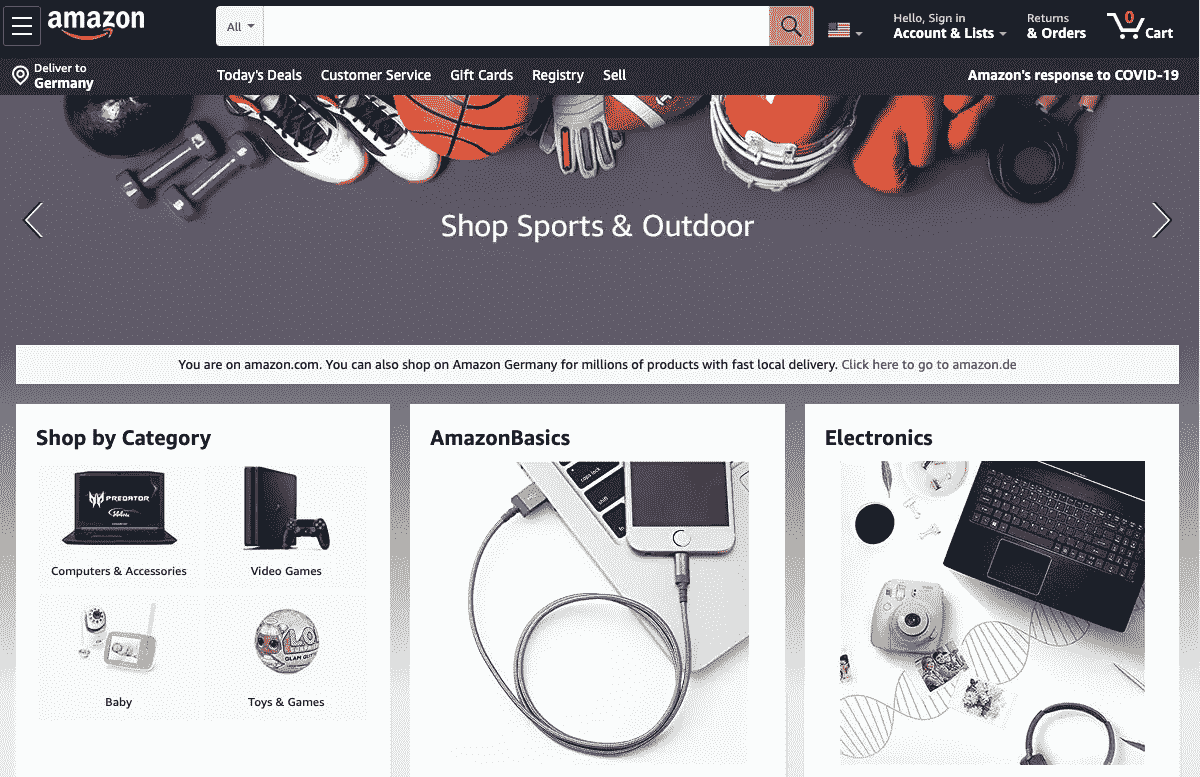 amazon
All
Hello, Sign in
Account & Lists
Returns
& Orders
0
Cart
Deliver to
Germany
Today's Deals
Customer Service
Gift Cards
Registry
Sell
Amazon's response to COVID-19
Shop Sports & Outdoor
You are on amazon.com. You can also shop on Amazon Germany for millions of products with fast local delivery. Click here to go to amazon.de
Shop by Category
AmazonBasics
Electronics
PREDATOR
caps lock
shift
Computers & Accessories
Video Games
Baby
Toys & Games